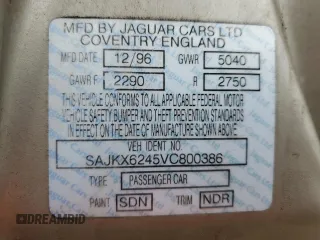 MFD BY JAGUAR CARS LTD
COVENTRY ENGLAND
MFD DATE 12/96 GVWR 5040
GAWR F 2290 R 2750
THIS VEHICLE CONFORMS TO ALL APPLICABLE FEDERAL MOTOR
VEHICLE SAFETY BUMPER AND THEFT STANDARDS
IN EFFECT ON THE DATE OF MANUFACTURE SHOWN ABOVE
VEH IDENT NO
SAJKX6245VC800386
TYPE PASSENGER CAR
PAINT SDN TRIM NDR
DREAMBID